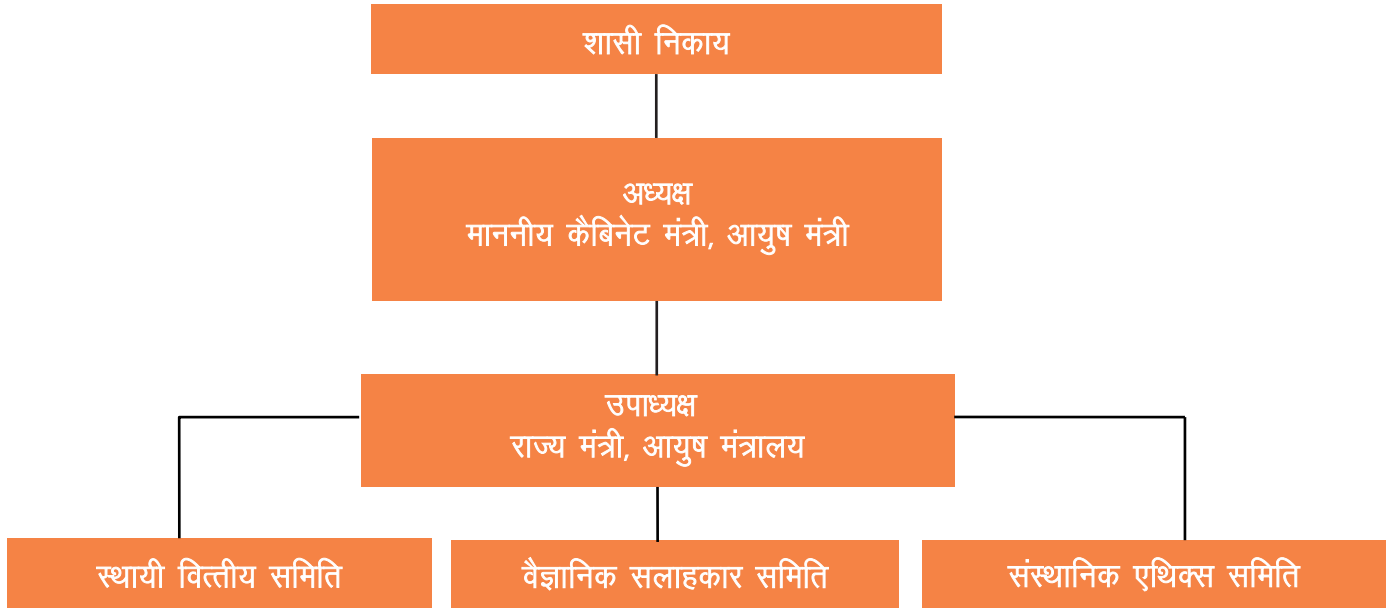 शासी निकाय
अध्यक्ष
माननीय कैबिनेट मंत्री, आयुष मंत्री
उपाध्यक्ष
राज्य मंत्री, आयुष मंत्रालय
स्थायी वित्तीय समिति
वैज्ञानिक सलाहकार समिति
संस्थानिक एथिक्स समिति